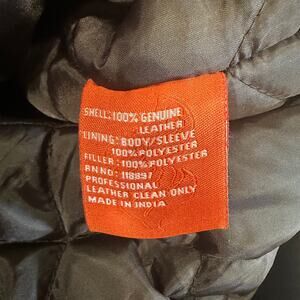 SHELL: 100% GENUINE
LEATHER
LINING: BODY/SLEEVE
100% POLYESTER
FILLER: 100% POLYESTER
RN NO: 118897
PROFESSIONAL
LEATHER CLEAN ONLY
MADE IN INDIA